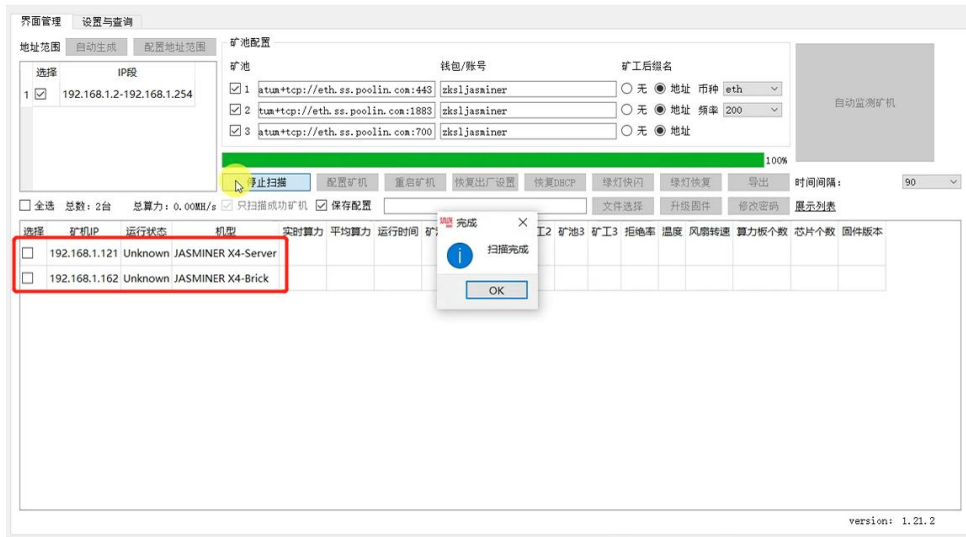 界面管理 设置与查询
地址范围 自动生成 配置地址范围
选择 IP段
1 192.168.1.2-192.168.1.254
矿池配置
矿池 钱包/账号 矿工后缀名
1 atum+tcp://eth.ss.poolin.com:443 zksljasminer 无 地址 币种 eth
2 tum+tcp://eth.ss.poolin.com:1883 zksljasminer 无 地址 频率 200
3 atum+tcp://eth.ss.poolin.com:700 zksljasminer 无 地址
自动监测矿机
100%
停止扫描 配置矿机 重启矿机 恢复出厂设置 恢复DHCP 绿灯快闪 绿灯恢复 导出 时间间隔: 90
全选 总数: 2台 总算力: 0.00MH/s 只扫描成功矿机 保存配置 文件选择 升级固件 修改密码 展示列表
选择 矿机IP 运行状态 机型 实时算力 平均算力 运行时间 工2 矿池3 矿工3 拒绝率 温度 风扇转速 算力板个数 芯片个数 固件版本
192.168.1.121 Unknown JASMINER X4-Server
192.168.1.162 Unknown JASMINER X4-Brick
完成
扫描完成
OK
version: 1.21.2